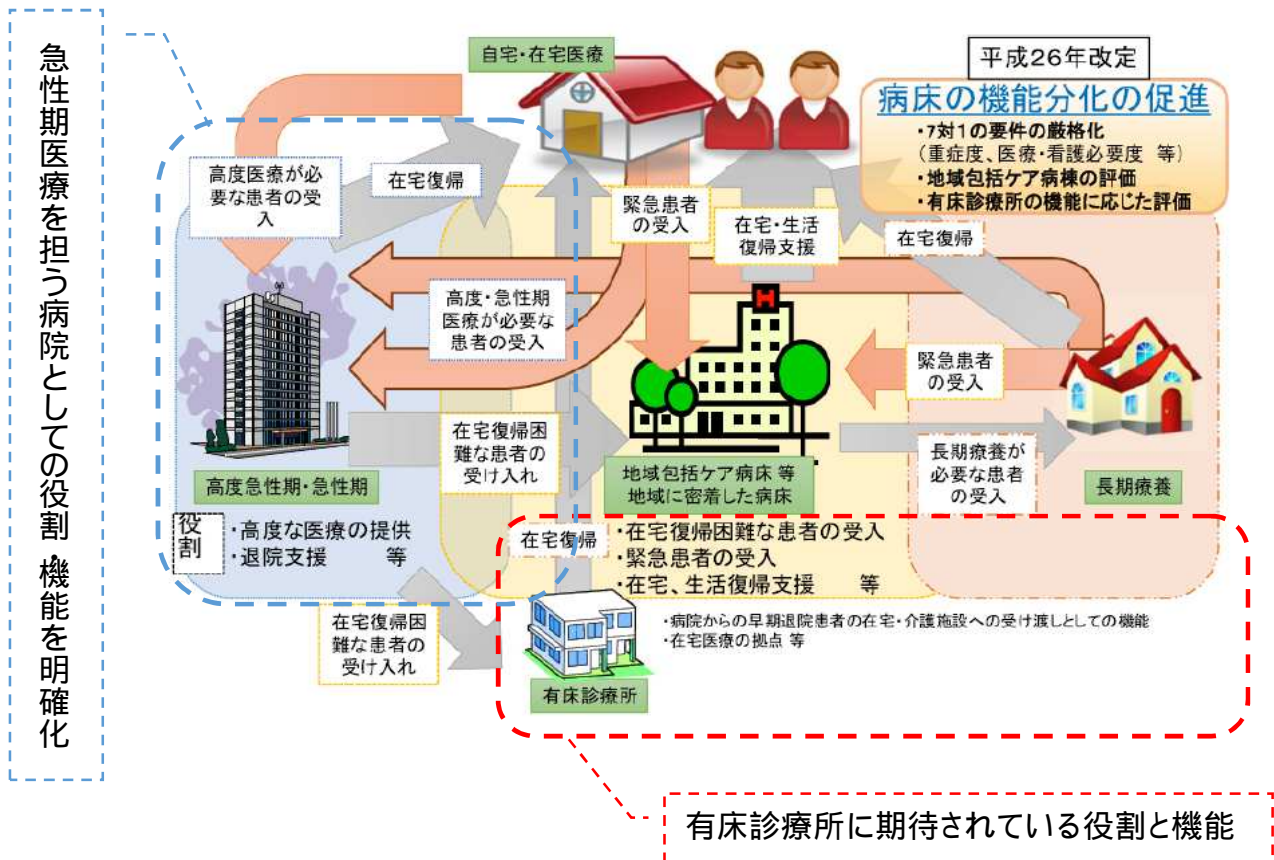 急性期医療を担う病院としての役割・機能を明確化
自宅・在宅医療
平成26年改定
病床の機能分化の促進
・7対1の要件の厳格化
(重症度、医療・看護必要度 等)
・地域包括ケア病棟の評価
・有床診療所の機能に応じた評価
高度医療が必
要な患者の受
入
在宅復帰
緊急患者
の受入
在宅・生活
復帰支援
在宅復帰
高度・急性期
医療が必要な
患者の受入
H
緊急患者
の受入
在宅復帰困
難な患者の
受け入れ
長期療養が
必要な患者
の受入
高度急性期・急性期
地域包括ケア病床 等
地域に密着した病床
長期療養
役
割
・高度な医療の提供
・退院支援 等
在宅復帰
・在宅復帰困難な患者の受入
・緊急患者の受入
・在宅、生活復帰支援 等
在宅復帰困
難な患者の
受け入れ
・病院からの早期退院患者の在宅・介護施設への受け渡しとしての機能
・在宅医療の拠点 等
有床診療所
有床診療所に期待されている役割と機能